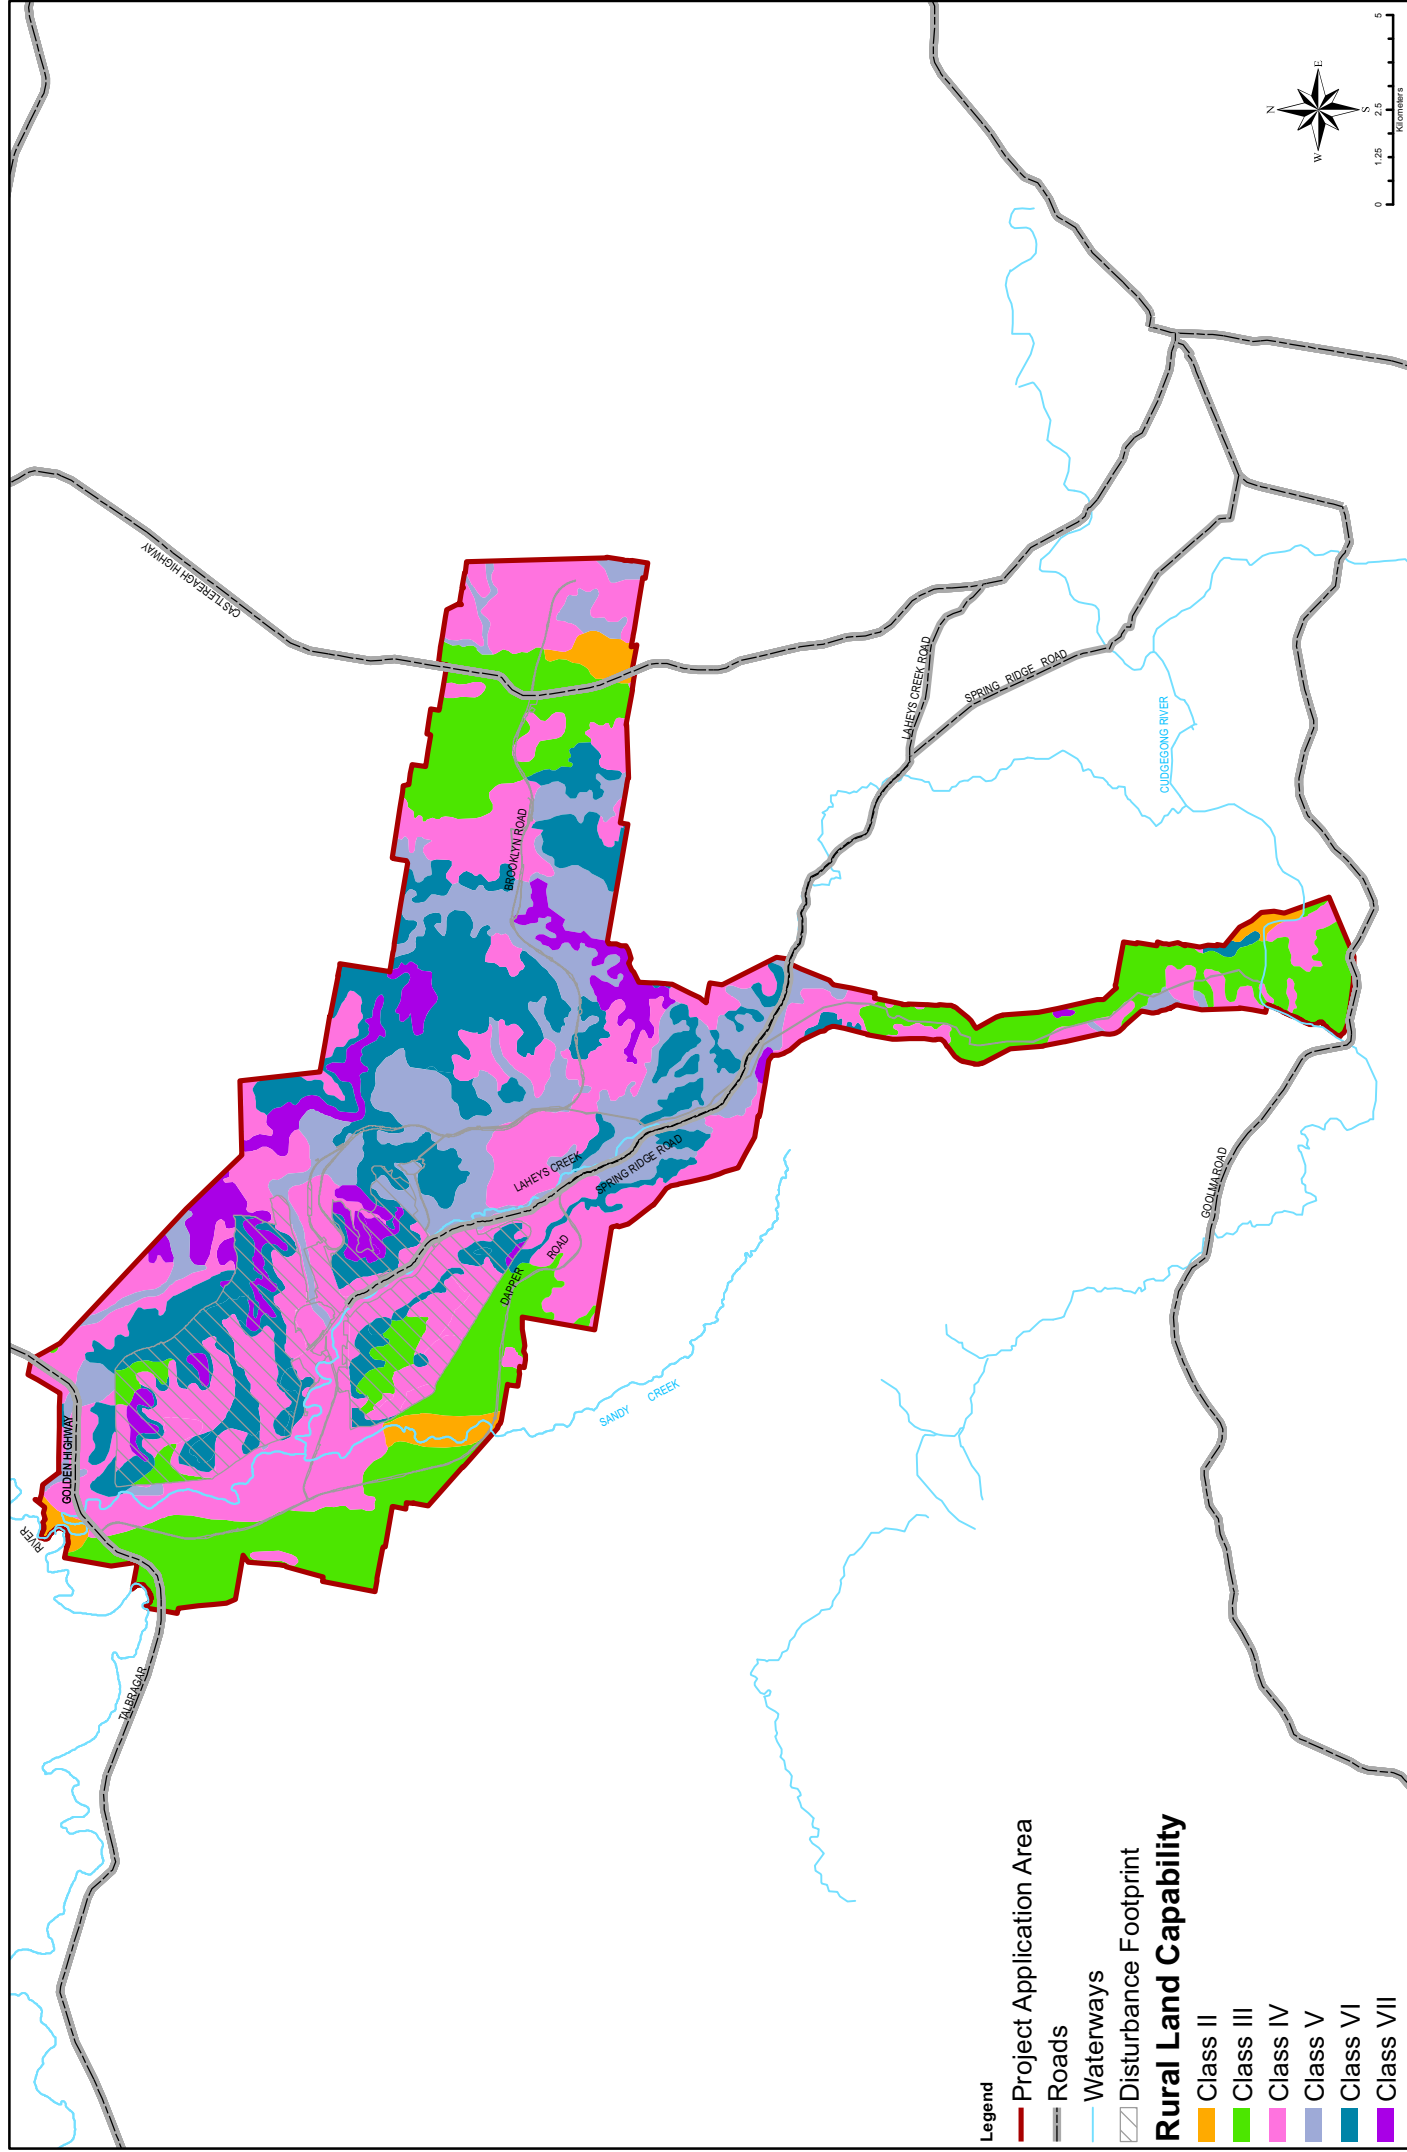 CASTLEREAGH HIGHWAY
BROOKLYN ROAD
LAHEYS CREEK ROAD
SPRING RIDGE ROAD
CUDGEGONG RIVER
LAHEYS CREEK
SPRING RIDGE ROAD
DAPPER ROAD
SANDY CREEK
GOOLMA ROAD
GOLDEN HIGHWAY
TALBRAGAR
RIVER
N
E
S
W
0 1.25 2.5 5
Kilometers
Legend
Project Application Area
Roads
Waterways
Disturbance Footprint
Rural Land Capability
Class II
Class III
Class IV
Class V
Class VI
Class VII